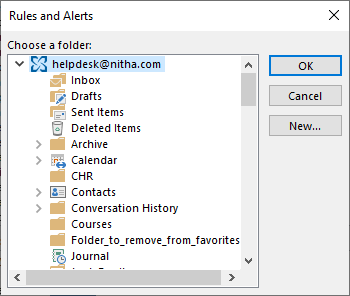 Rules and Alerts
Choose a folder:
helpdesk@nitha.com
Inbox
Drafts
Sent Items
Deleted Items
Archive
Calendar
CHR
Contacts
Conversation History
Courses
Folder_to_remove_from_favorites
Journal
OK
Cancel
New...